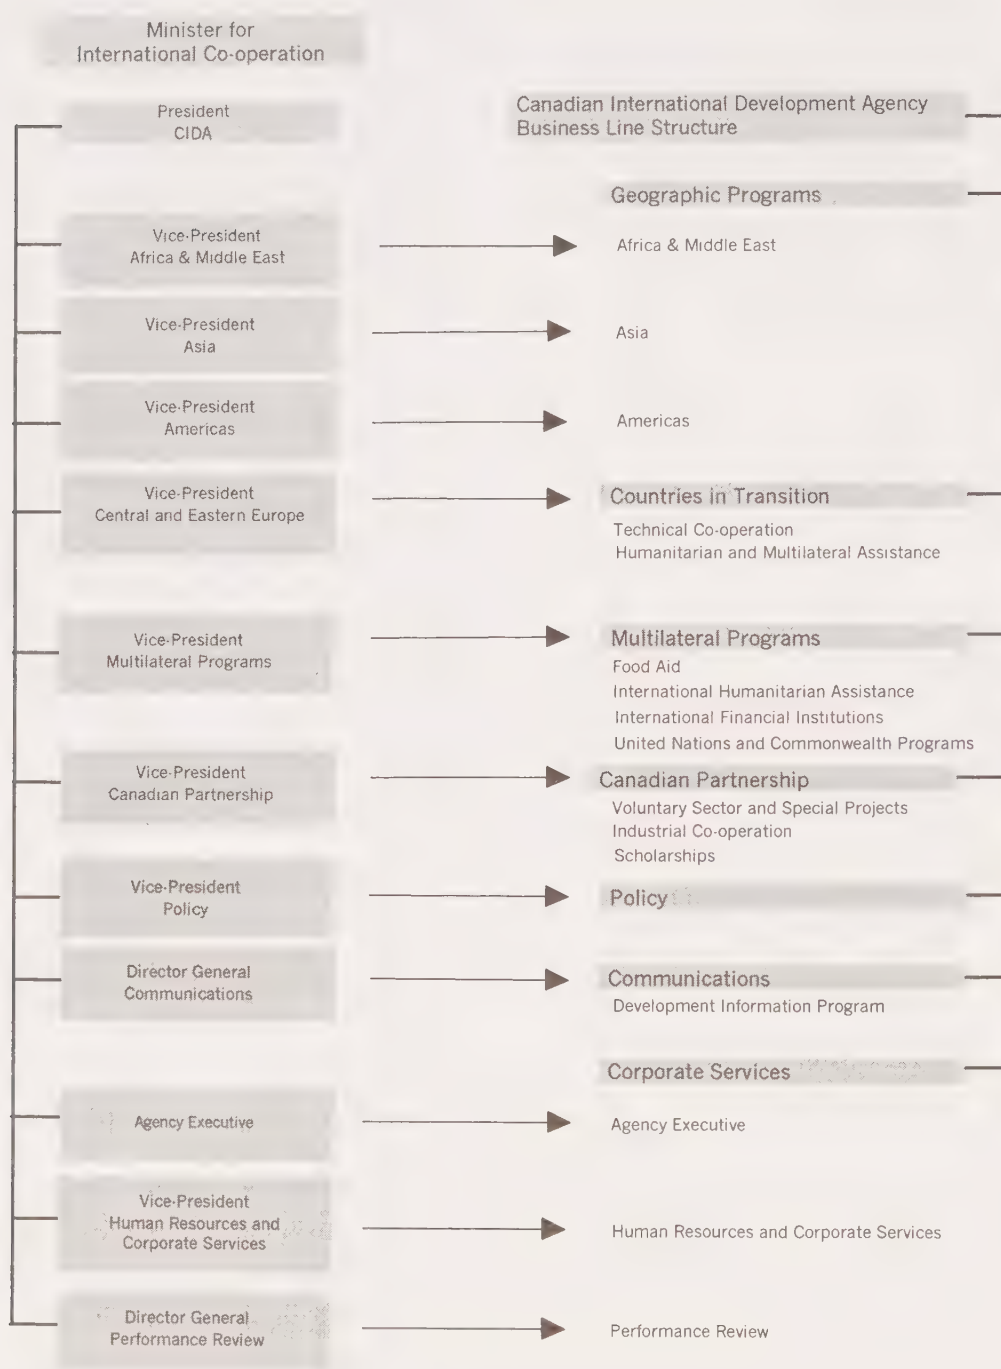 Minister for
International Co-operation
President
CIDA
Canadian International Development Agency
Business Line Structure
Geographic Programs
Vice-President
Africa & Middle East
Africa & Middle East
Vice-President
Asia
Asia
Vice-President
Americas
Americas
Vice-President
Central and Eastern Europe
Countries in Transition
Technical Co-operation
Humanitarian and Multilateral Assistance
Vice-President
Multilateral Programs
Multilateral Programs
Food Aid
International Humanitarian Assistance
International Financial Institutions
United Nations and Commonwealth Programs
Vice-President
Canadian Partnership
Canadian Partnership
Voluntary Sector and Special Projects
Industrial Co-operation
Scholarships
Vice-President
Policy
Policy
Director General
Communications
Communications
Development Information Program
Corporate Services
Agency Executive
Agency Executive
Vice-President
Human Resources and
Corporate Services
Human Resources and Corporate Services
Director General
Performance Review
Performance Review